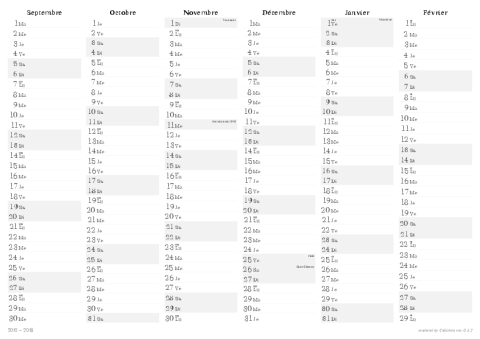 Septembre
1 Ma
2 Me
3 Je
4 Ve
5 Sa
6 Di
7 Lu
8 Ma
9 Me
10 Je
11 Ve
12 Sa
13 Di
14 Lu
15 Ma
16 Me
17 Je
18 Ve
19 Sa
20 Di
21 Lu
22 Ma
23 Me
24 Je
25 Ve
26 Sa
27 Di
28 Lu
29 Ma
30 Me
Octobre
1 Je
2 Ve
3 Sa
4 Di
5 Lu
6 Ma
7 Me
8 Je
9 Ve
10 Sa
11 Di
12 Lu
13 Ma
14 Me
15 Je
16 Ve
17 Sa
18 Di
19 Lu
20 Ma
21 Me
22 Je
23 Ve
24 Sa
25 Di
26 Lu
27 Ma
28 Me
29 Je
30 Ve
31 Sa
Novembre
1 Di
2 Lu
3 Ma
4 Me
5 Je
6 Ve
7 Sa
8 Di
9 Lu
10 Ma
11 Me
12 Je
13 Ve
14 Sa
15 Di
16 Lu
17 Ma
18 Me
19 Je
20 Ve
21 Sa
22 Di
23 Lu
24 Ma
25 Me
26 Je
27 Ve
28 Sa
29 Di
30 Lu
Décembre
1 Ma
2 Me
3 Je
4 Ve
5 Sa
6 Di
7 Lu
8 Ma
9 Me
10 Je
11 Ve
12 Sa
13 Di
14 Lu
15 Ma
16 Me
17 Je
18 Ve
19 Sa
20 Di
21 Lu
22 Ma
23 Me
24 Je
25 Ve
26 Sa
27 Di
28 Lu
29 Ma
30 Me
31 Je
Janvier
1 Ve
2 Sa
3 Di
4 Lu
5 Ma
6 Me
7 Je
8 Ve
9 Sa
10 Di
11 Lu
12 Ma
13 Me
14 Je
15 Ve
16 Sa
17 Di
18 Lu
19 Ma
20 Me
21 Je
22 Ve
23 Sa
24 Di
25 Lu
26 Ma
27 Me
28 Je
29 Ve
30 Sa
31 Di
Février
1 Lu
2 Ma
3 Me
4 Je
5 Ve
6 Sa
7 Di
8 Lu
9 Ma
10 Me
11 Je
12 Ve
13 Sa
14 Di
15 Lu
16 Ma
17 Me
18 Je
19 Ve
20 Sa
21 Di
22 Lu
23 Ma
24 Me
25 Je
26 Ve
27 Sa
28 Di
29 Lu
2015 – 2016